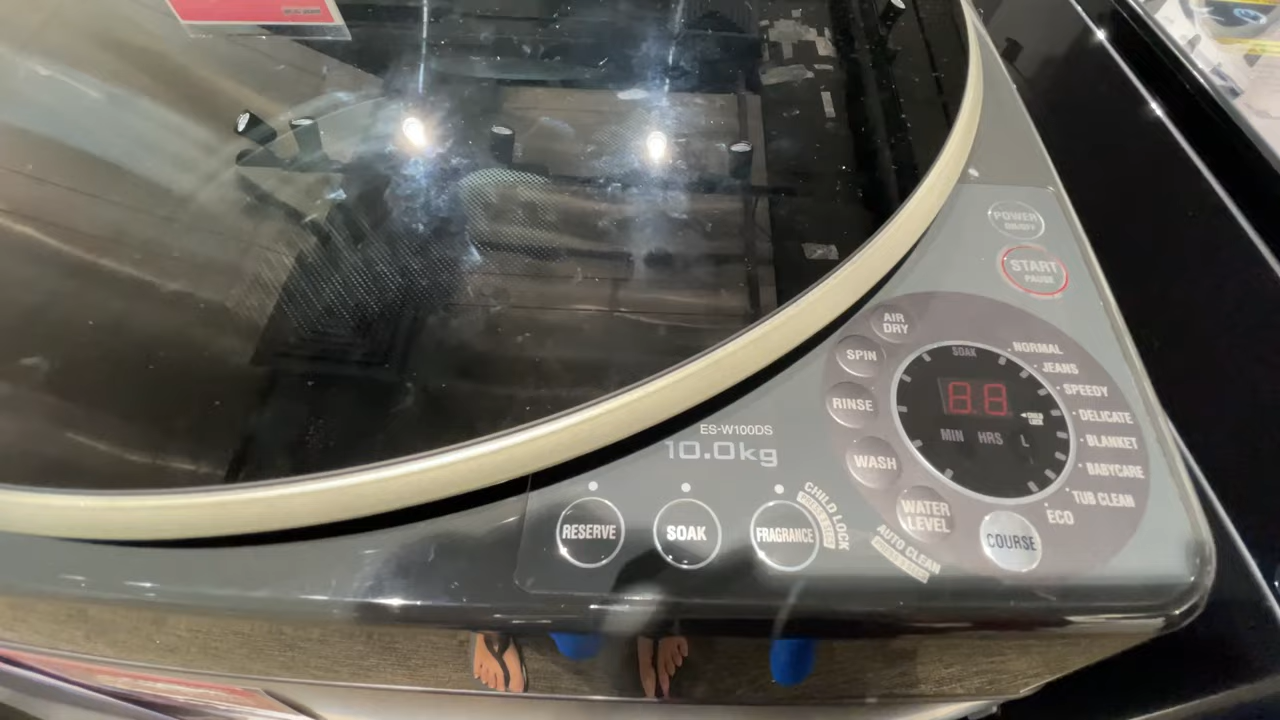 POWER
ON/OFF
START
PAUSE
AIR
DRY
SPIN
RINSE
WASH
WATER
LEVEL
SOAK
8.8
CHILD
LOCK
MIN HRS L
NORMAL
JEANS
SPEEDY
DELICATE
BLANKET
BABYCARE
TUB CLEAN
ECO
COURSE
ES-W100DS
10.0kg
RESERVE
SOAK
FRAGRANCE
CHILD LOCK
AUTO CLEAN